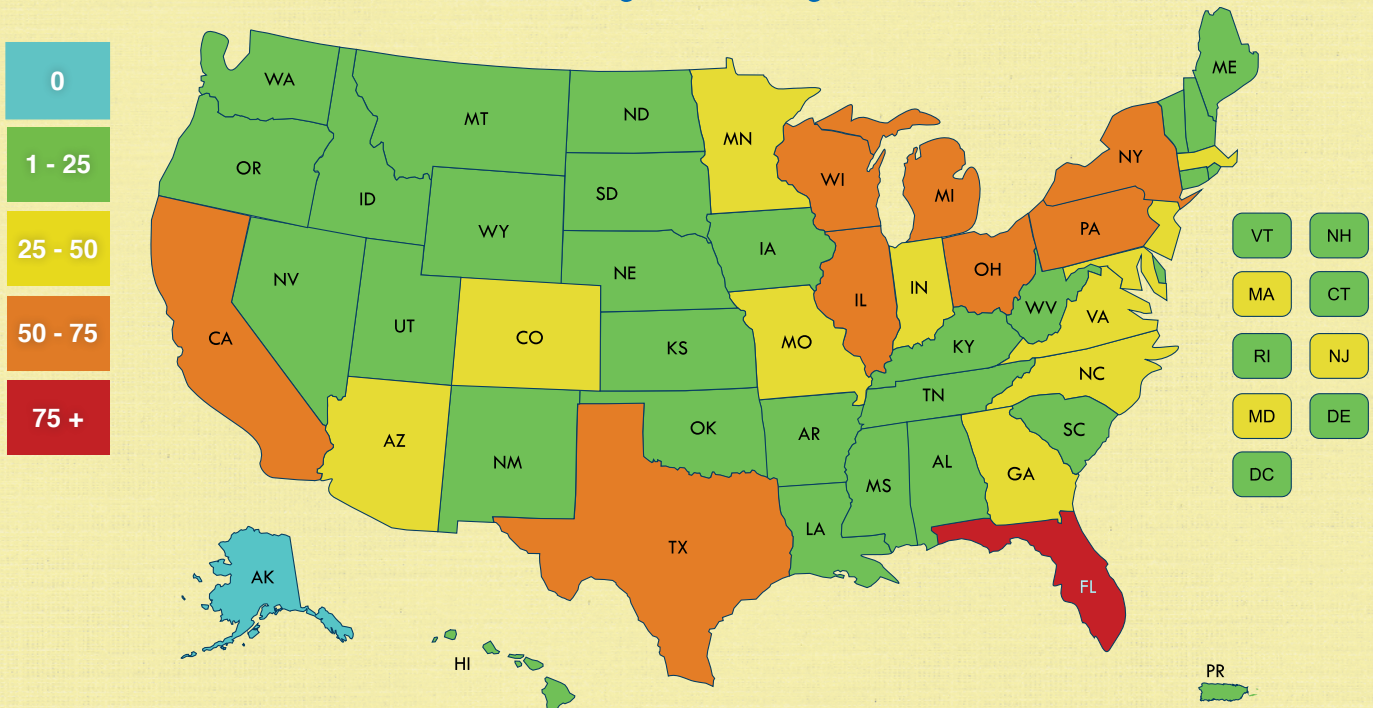 0
1 - 25
25 - 50
50 - 75
75 +
WA
MT
ND
MN
ME
OR
ID
SD
WI
MI
NY
WY
IA
PA
NV
NE
UT
CO
KS
MO
IL
IN
OH
WV
VA
KY
CA
NC
TN
AZ
NM
OK
AR
SC
MS
AL
GA
LA
TX
FL
AK
HI
PR
VT NH
MA CT
RI NJ
MD DE
DC